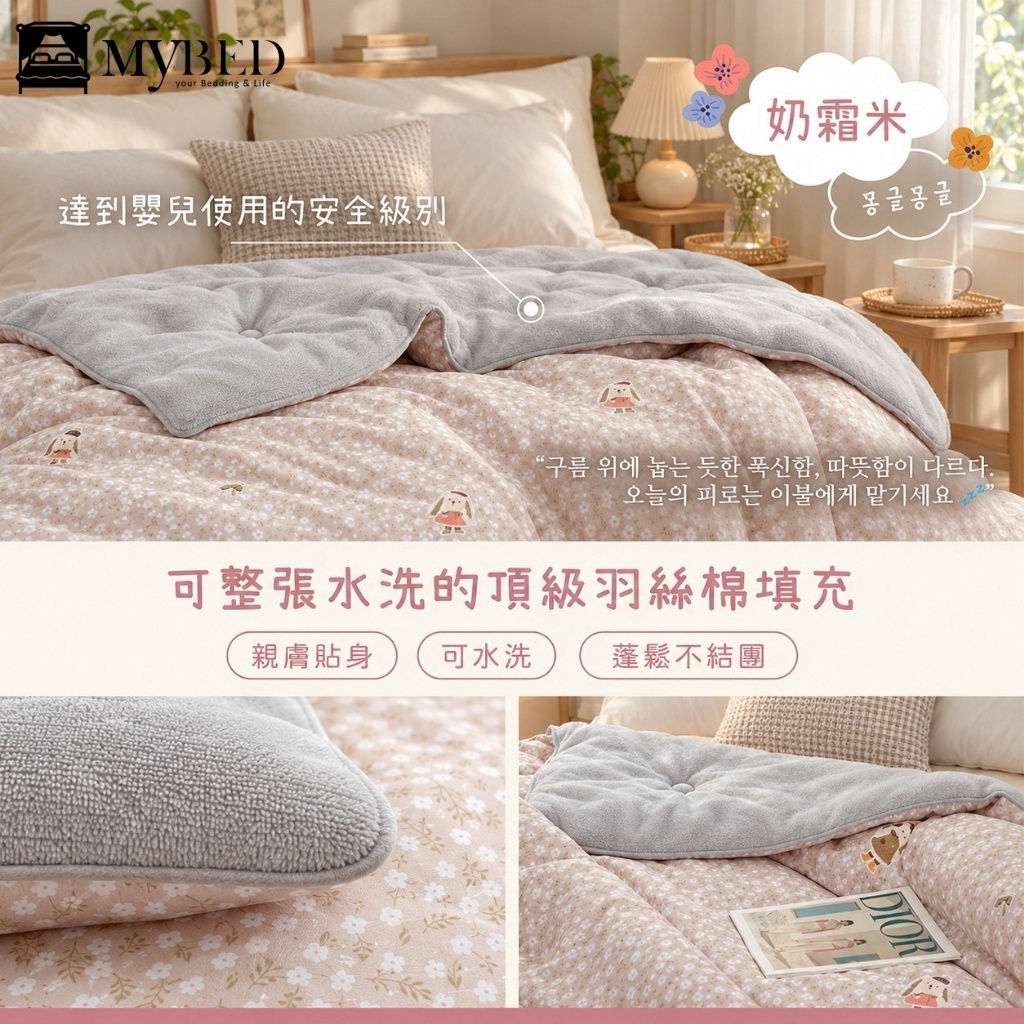 MYBED
your Bedding & Life
奶霜米
몽글몽글
達到嬰兒使用的安全級別
“구름 위에 눕는 듯한 폭신함, 따뜻함이 다르다.
오늘의 피로는 이불에게 맡기세요 💤”
可整張水洗的頂級羽絲棉填充
親膚貼身
可水洗
蓬鬆不結團
DIOR